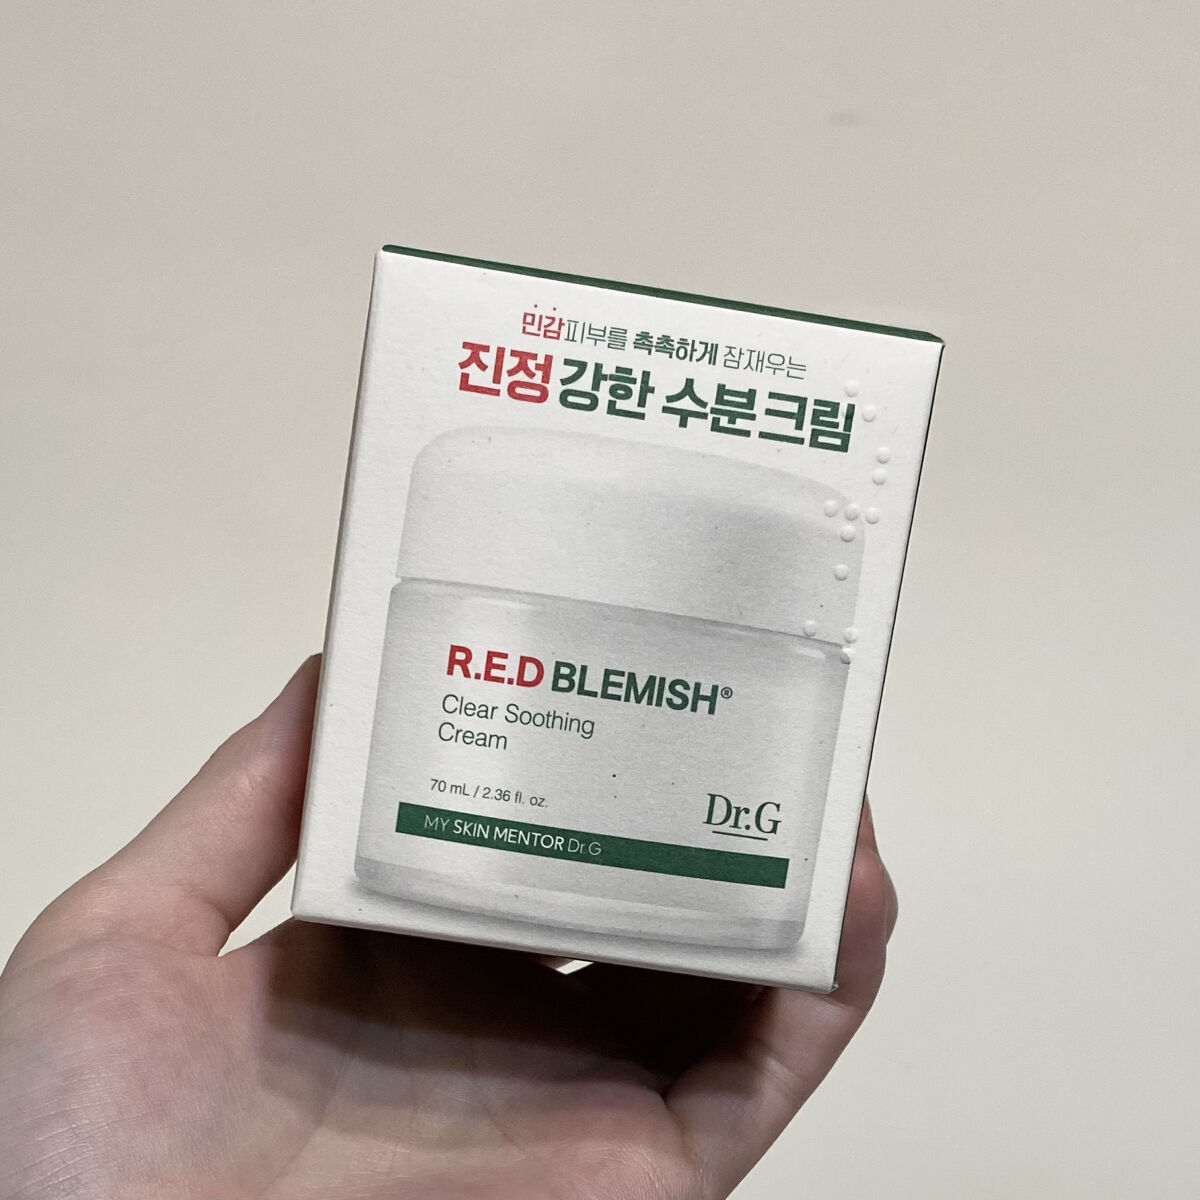 민감피부를 촉촉하게 잠재우는
진정 강한 수분크림
R.E.D BLEMISH®
Clear Soothing
Cream
70 mL / 2.36 fl. oz.
Dr.G
MY SKIN MENTOR Dr.G